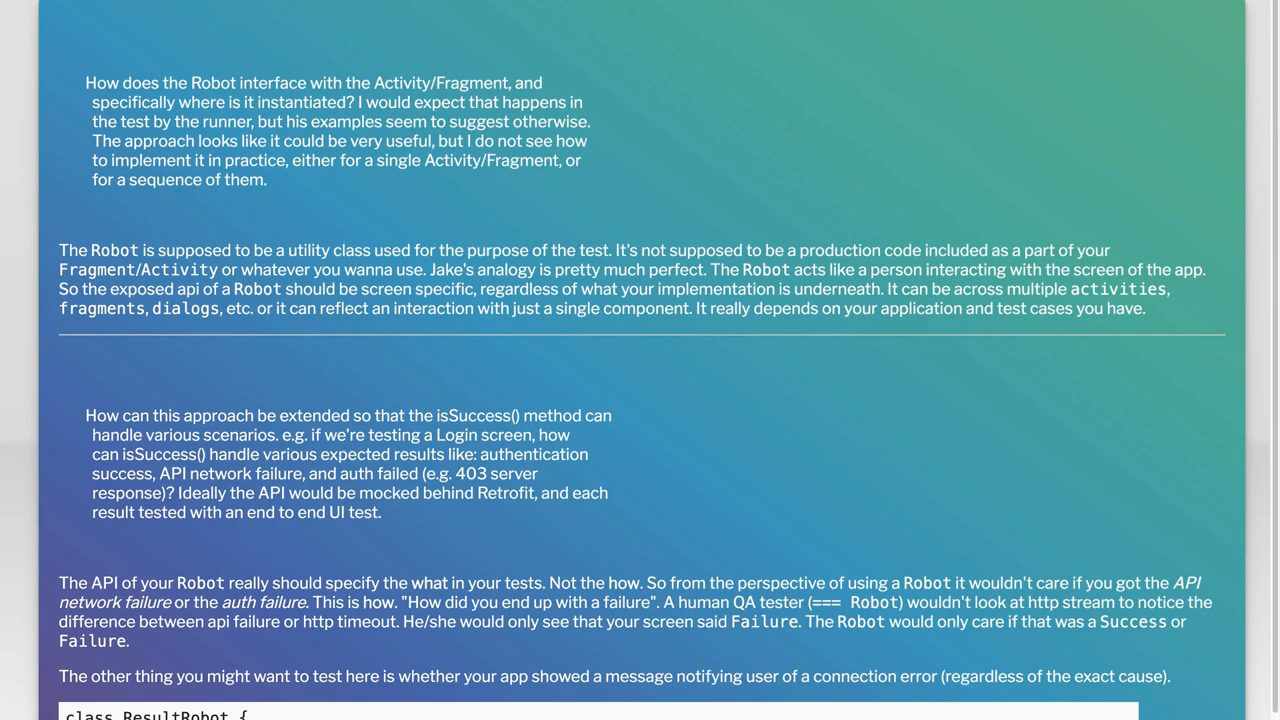 How does the Robot interface with the Activity/Fragment, and
specifically where is it instantiated? I would expect that happens in
the test by the runner, but his examples seem to suggest otherwise.
The approach looks like it could be very useful, but I do not see how
to implement it in practice, either for a single Activity/Fragment, or
for a sequence of them.
The Robot is supposed to be a utility class used for the purpose of the test. It's not supposed to be a production code included as a part of your
Fragment/Activity or whatever you wanna use. Jake's analogy is pretty much perfect. The Robot acts like a person interacting with the screen of the app.
So the exposed api of a Robot should be screen specific, regardless of what your implementation is underneath. It can be across multiple activities,
fragments, dialogs, etc. or it can reflect an interaction with just a single component. It really depends on your application and test cases you have.
How can this approach be extended so that the isSuccess() method can
handle various scenarios. e.g. if we're testing a Login screen, how
can isSuccess() handle various expected results like: authentication
success, API network failure, and auth failed (e.g. 403 server
response)? Ideally the API would be mocked behind Retrofit, and each
result tested with an end to end UI test.
The API of your Robot really should specify the what in your tests. Not the how. So from the perspective of using a Robot it wouldn't care if you got the API
network failure or the auth failure. This is how. "How did you end up with a failure". A human QA tester (=== Robot) wouldn't look at http stream to notice the
difference between api failure or http timeout. He/she would only see that your screen said Failure. The Robot would only care if that was a Success or
Failure.
The other thing you might want to test here is whether your app showed a message notifying user of a connection error (regardless of the exact cause).
class ResultRobot {